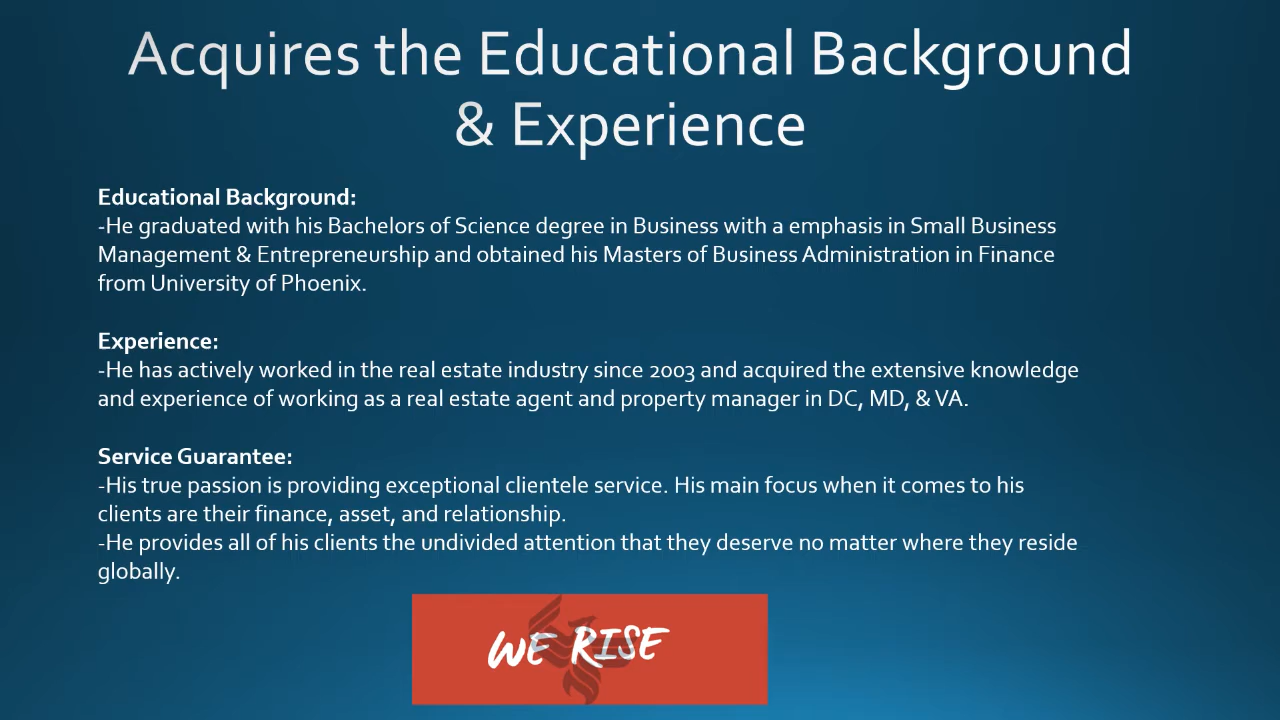 Acquires the Educational Background
& Experience
Educational Background:
-He graduated with his Bachelors of Science degree in Business with a emphasis in Small Business
Management & Entrepreneurship and obtained his Masters of Business Administration in Finance
from University of Phoenix.
Experience:
-He has actively worked in the real estate industry since 2003 and acquired the extensive knowledge
and experience of working as a real estate agent and property manager in DC, MD, & VA.
Service Guarantee:
-His true passion is providing exceptional clientele service. His main focus when it comes to his
clients are their finance, asset, and relationship.
-He provides all of his clients the undivided attention that they deserve no matter where they reside
globally.
WE RISE